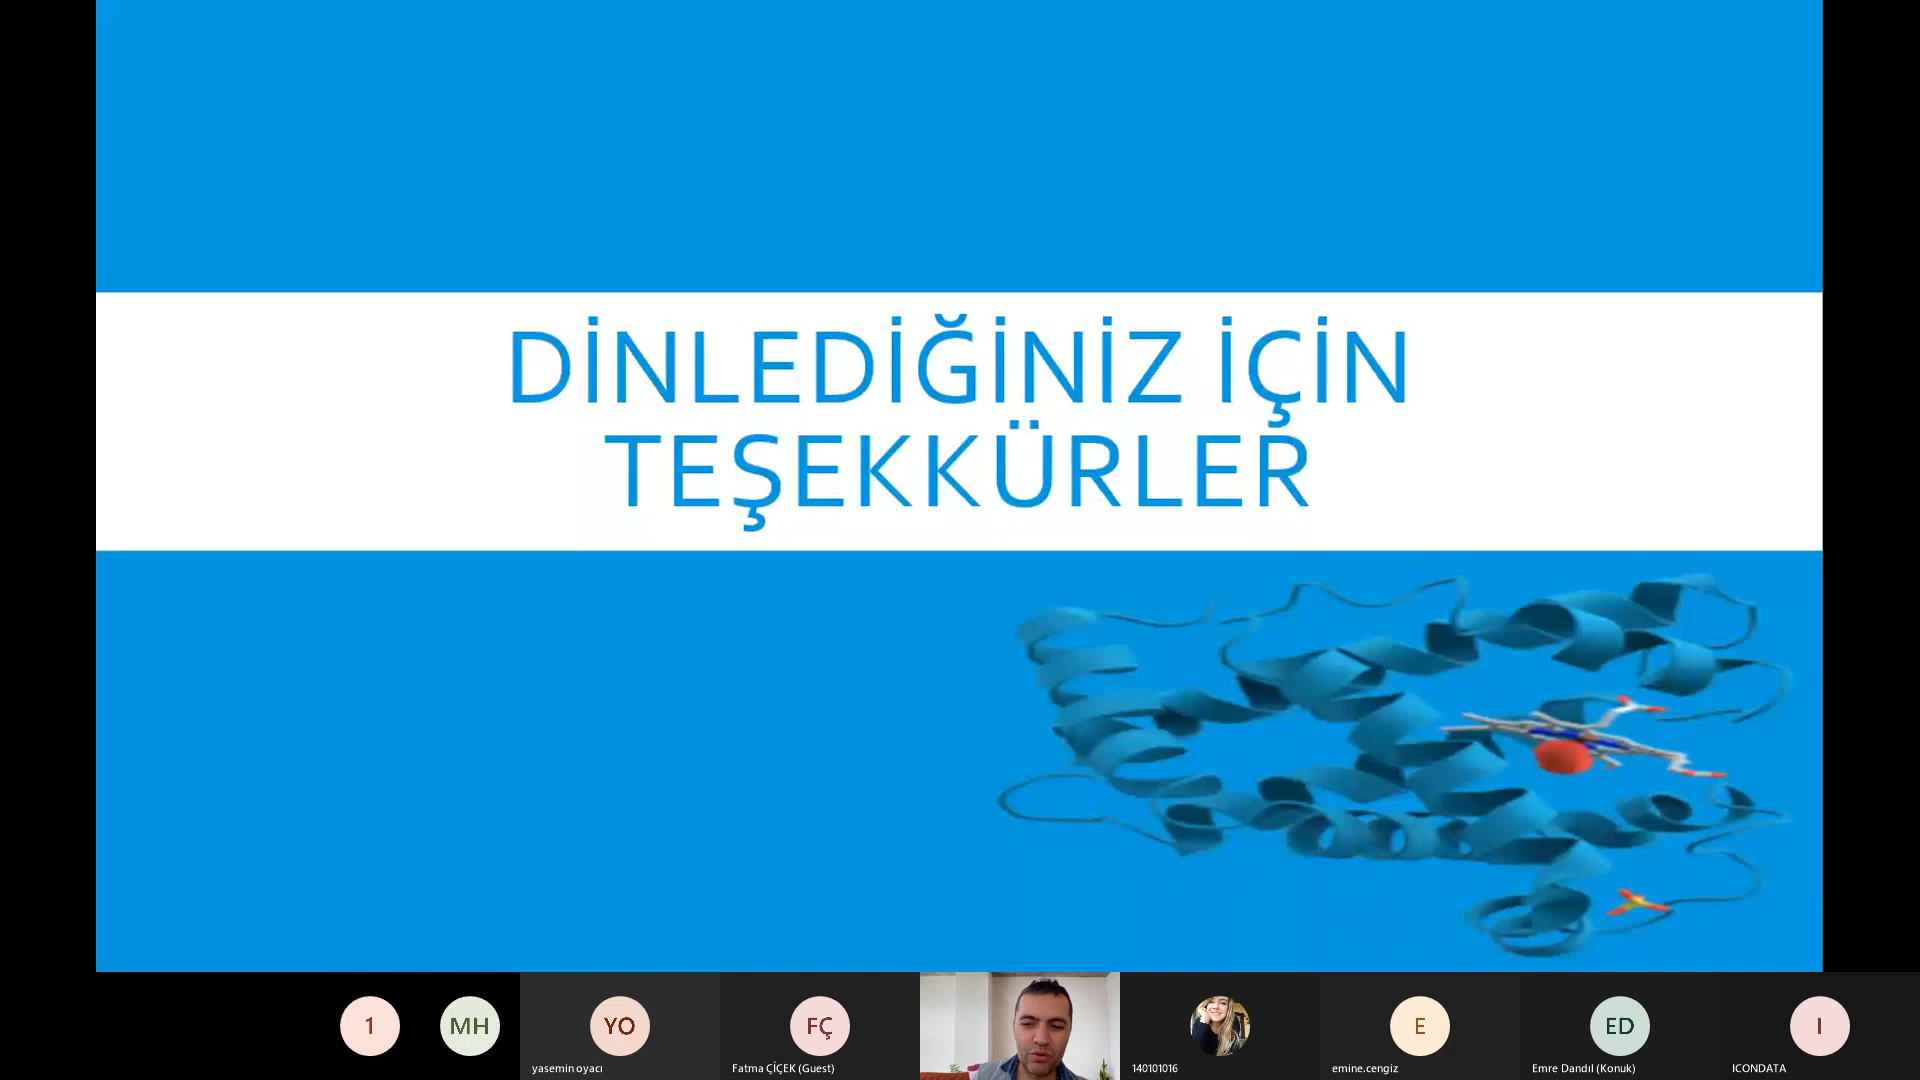 DİNLEDİĞİNİZ İÇİN
TEŞEKKÜRLER
1
MH
YO
FÇ
E
ED
I
yasemin oyacı
Fatma ÇİÇEK (Guest)
140101016
emine.cengiz
Emre Dandıl (Konuk)
ICONDATA